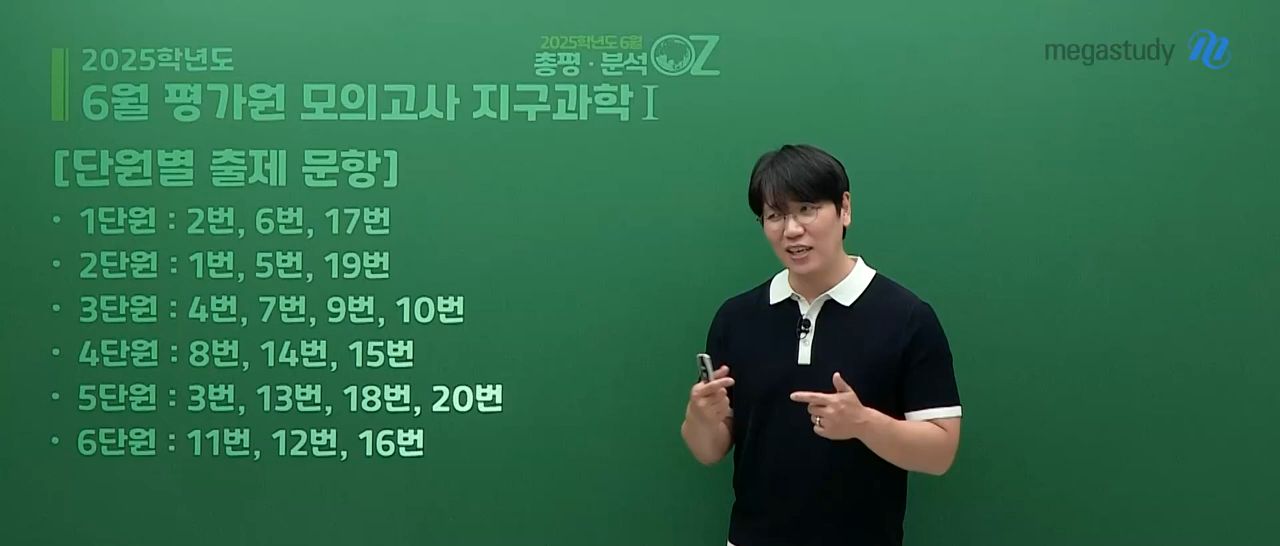 2025학년도
6월 평가원 모의고사 지구과학Ⅰ
2025학년도 6월
총평·분석 OZ
megastudy
[단원별 출제 문항]
• 1단원 : 2번, 6번, 17번
• 2단원 : 1번, 5번, 19번
• 3단원 : 4번, 7번, 9번, 10번
• 4단원 : 8번, 14번, 15번
• 5단원 : 3번, 13번, 18번, 20번
• 6단원 : 11번, 12번, 16번